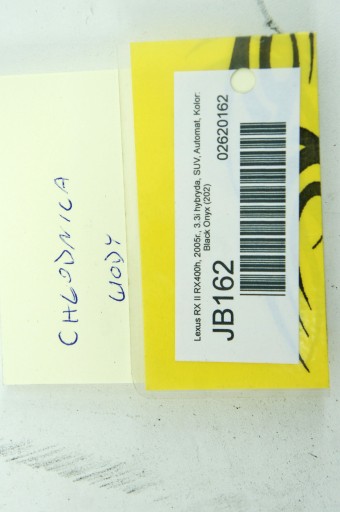 CHŁODNICA
WODY
Lexus RX II RX400h, 2005r., 3.3i hybryda, SUV, Automat, Kolor:
Black Onyx (202)
JB162
02620162